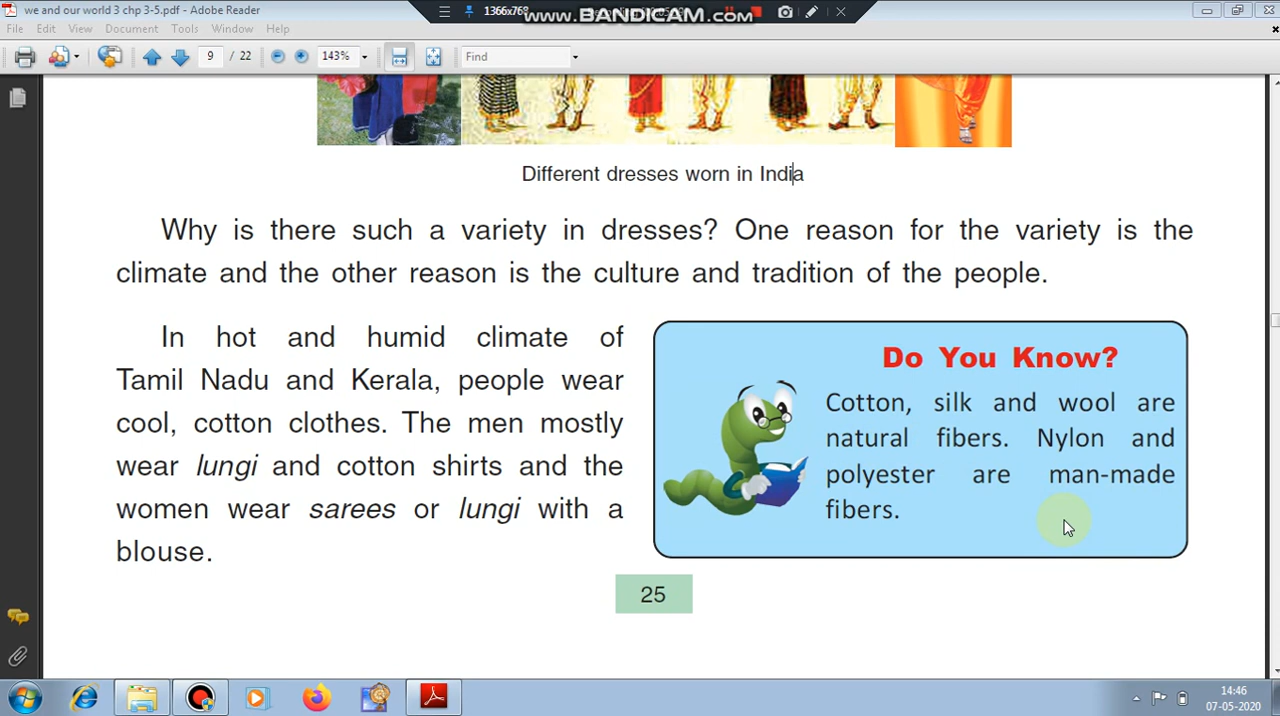 we and our world 3 chp 3-5.pdf - Adobe Reader
1366x768
www.BANDICAM.com
File Edit View Document Tools Window Help
9 / 22 143% Find
Different dresses worn in India
Why is there such a variety in dresses? One reason for the variety is the
climate and the other reason is the culture and tradition of the people.
In hot and humid climate of
Tamil Nadu and Kerala, people wear
cool, cotton clothes. The men mostly
wear lungi and cotton shirts and the
women wear sarees or lungi with a
blouse.
Do You Know?
Cotton, silk and wool are
natural fibers. Nylon and
polyester are man-made
fibers.
25
14:46
07-05-2020